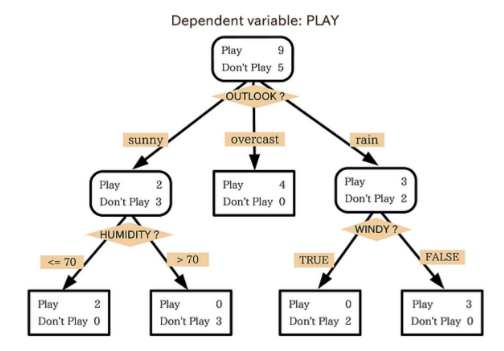 Dependent variable: PLAY
Play 9
Don't Play 5
OUTLOOK ?
sunny
overcast
rain
Play 2
Don't Play 3
Play 4
Don't Play 0
Play 3
Don't Play 2
HUMIDITY ?
WINDY ?
<= 70
> 70
TRUE
FALSE
Play 2
Don't Play 0
Play 0
Don't Play 3
Play 0
Don't Play 2
Play 3
Don't Play 0